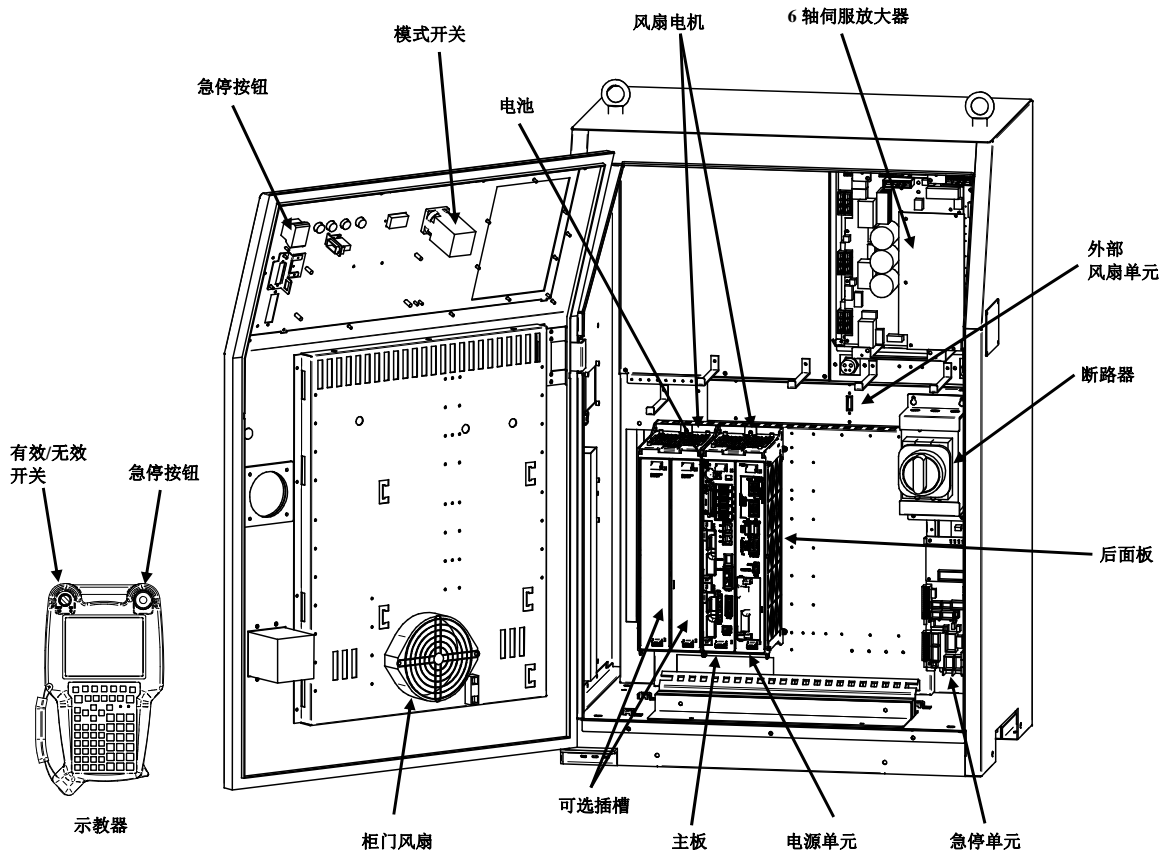 6 轴伺服放大器
风扇电机
模式开关
急停按钮
电池
外部
风扇单元
断路器
有效/无效
开关
急停按钮
后面板
可选插槽
示教器
柜门风扇
主板
电源单元
急停单元